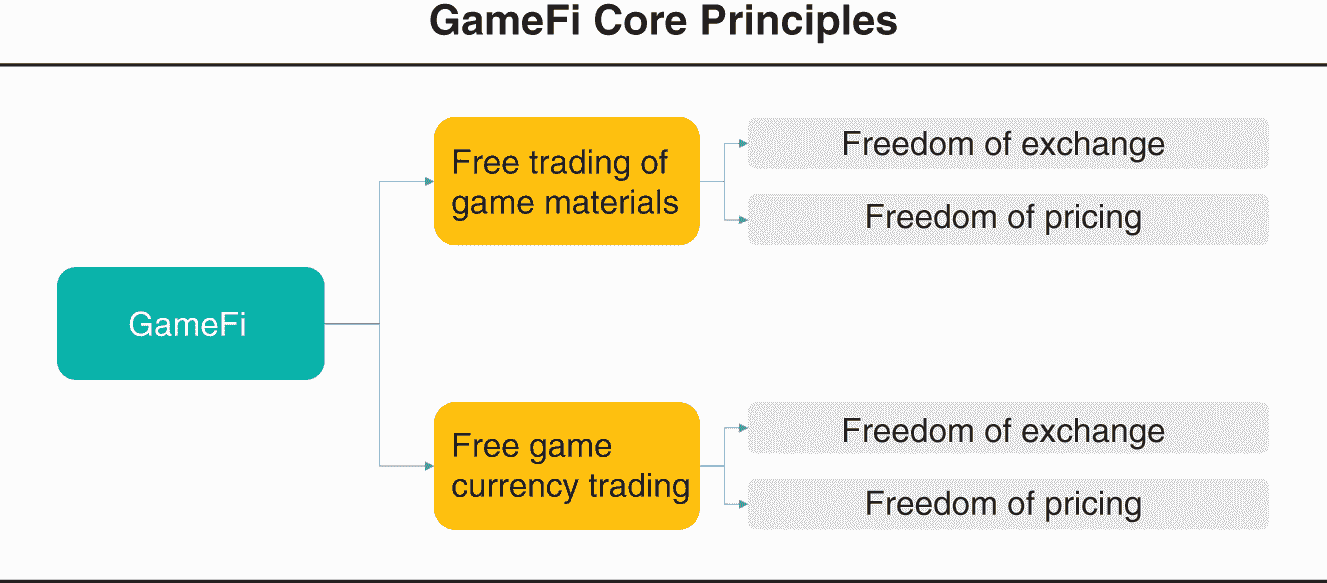 GameFi Core Principles
Free trading of
game materials
Freedom of exchange
Freedom of pricing
GameFi
Free game
currency trading
Freedom of exchange
Freedom of pricing